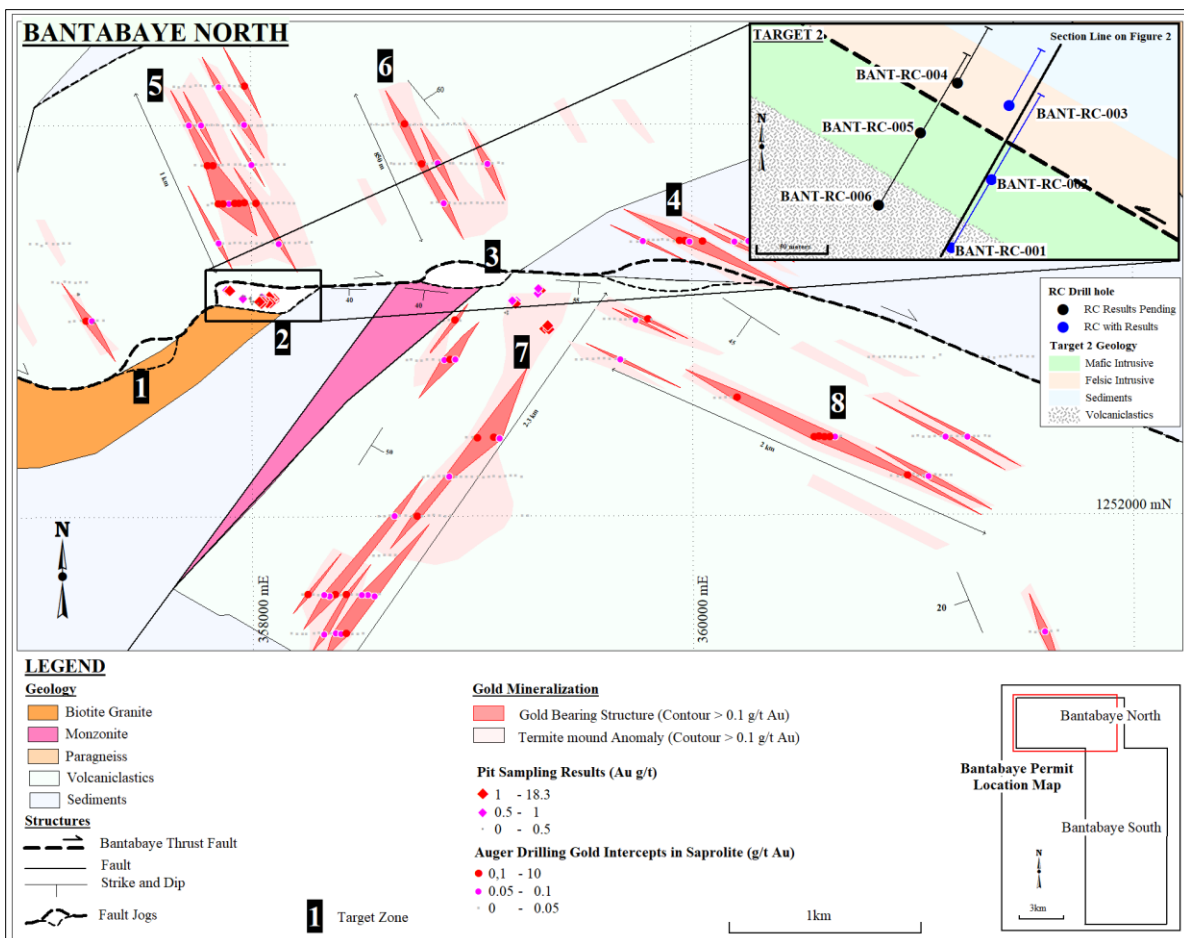 BANTABAYE NORTH
TARGET 2
Section Line on Figure 2
BANT-RC-004
BANT-RC-003
BANT-RC-005
BANT-RC-002
BANT-RC-006
BANT-RC-001
N
50 metres
RC Drill hole
RC Results Pending
RC with Results
Target 2 Geology
Mafic Intrusive
Felsic Intrusive
Sediments
Volcaniclastics
5
6
60
1 km
850 m
4
3
40
40
55
2
1
7
45
8
2.3 km
2 km
50
1252000 mN
N
358000 mE
360000 mE
20
LEGEND
Geology
Biotite Granite
Monzonite
Paragneiss
Volcaniclastics
Sediments
Structures
Bantabaye Thrust Fault
Fault
Strike and Dip
Fault Jogs
1 Target Zone
Gold Mineralization
Gold Bearing Structure (Contour > 0.1 g/t Au)
Termite mound Anomaly (Contour > 0.1 g/t Au)
Pit Sampling Results (Au g/t)
1 - 18.3
0.5 - 1
0 - 0.5
Auger Drilling Gold Intercepts in Saprolite (g/t Au)
0,1 - 10
0.05 - 0.1
0 - 0.05
1km
Bantabaye North
Bantabaye Permit
Location Map
Bantabaye South
N
3km